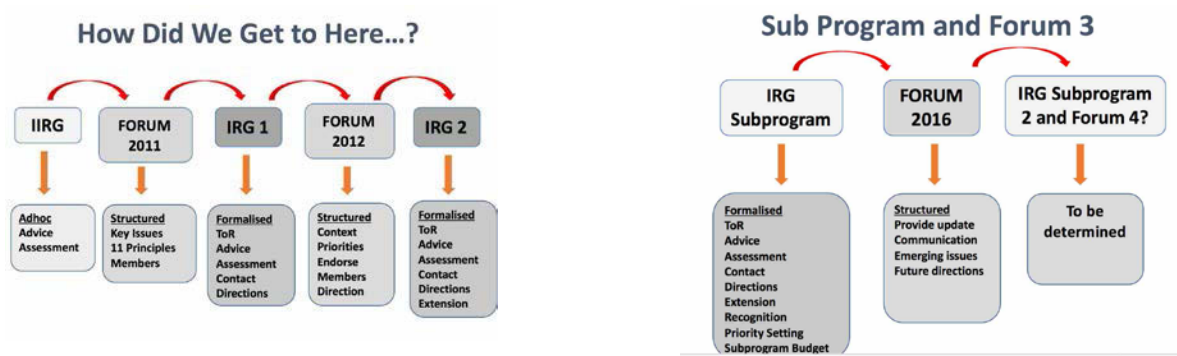 How Did We Get to Here...?
IIRG
FORUM
2011
IRG 1
FORUM
2012
IRG 2
Adhoc
Advice
Assessment
Structured
Key Issues
11 Principles
Members
Formalised
ToR
Advice
Assessment
Contact
Directions
Structured
Context
Priorities
Endorse
Members
Direction
Formalised
ToR
Advice
Assessment
Contact
Directions
Extension
Sub Program and Forum 3
IRG
Subprogram
FORUM
2016
IRG Subprogram
2 and Forum 4?
Formalised
ToR
Advice
Assessment
Contact
Directions
Extension
Recognition
Priority Setting
Subprogram Budget
Structured
Provide update
Communication
Emerging issues
Future directions
To be
determined